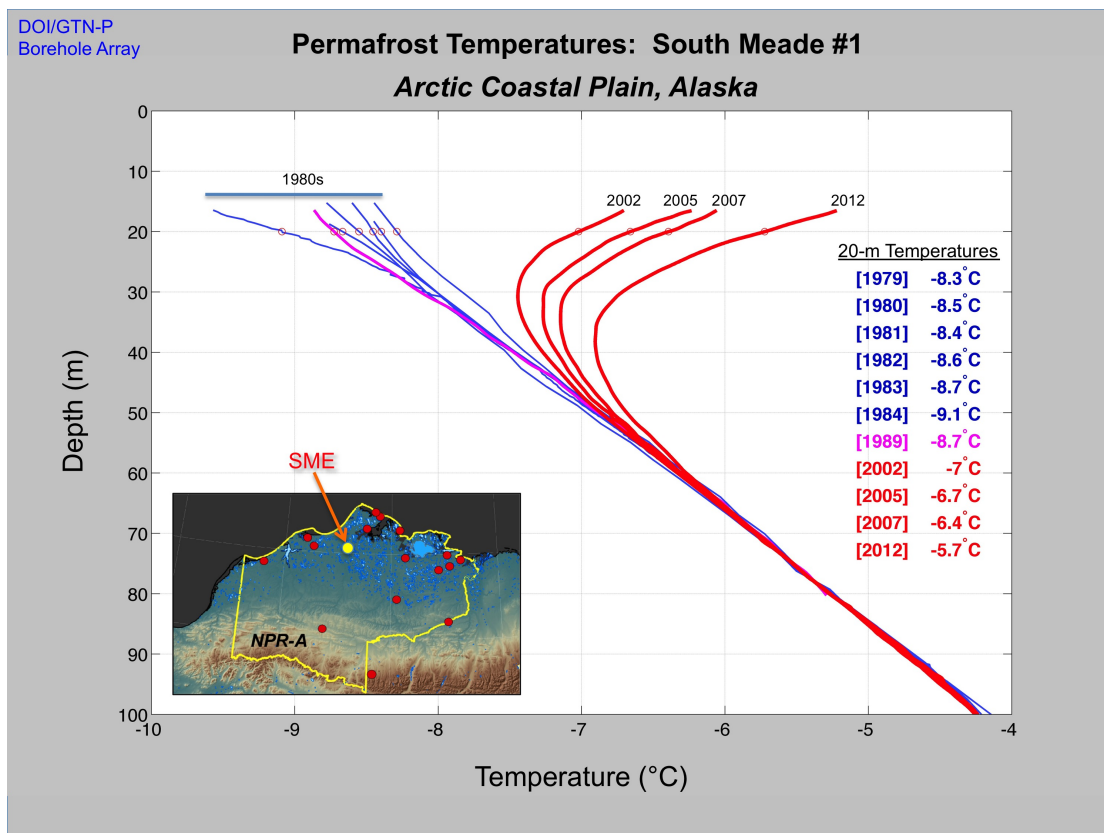 DOI/GTN-P
Borehole Array
Permafrost Temperatures: South Meade #1
Arctic Coastal Plain, Alaska
0
10
20
30
40
50
60
70
80
90
100
Depth (m)
1980s
2002
2005
2007
2012
20-m Temperatures
[1979] -8.3°C
[1980] -8.5°C
[1981] -8.4°C
[1982] -8.6°C
[1983] -8.7°C
[1984] -9.1°C
[1989] -8.7°C
[2002] -7°C
[2005] -6.7°C
[2007] -6.4°C
[2012] -5.7°C
SME
NPR-A
-10 -9 -8 -7 -6 -5 -4
Temperature (°C)